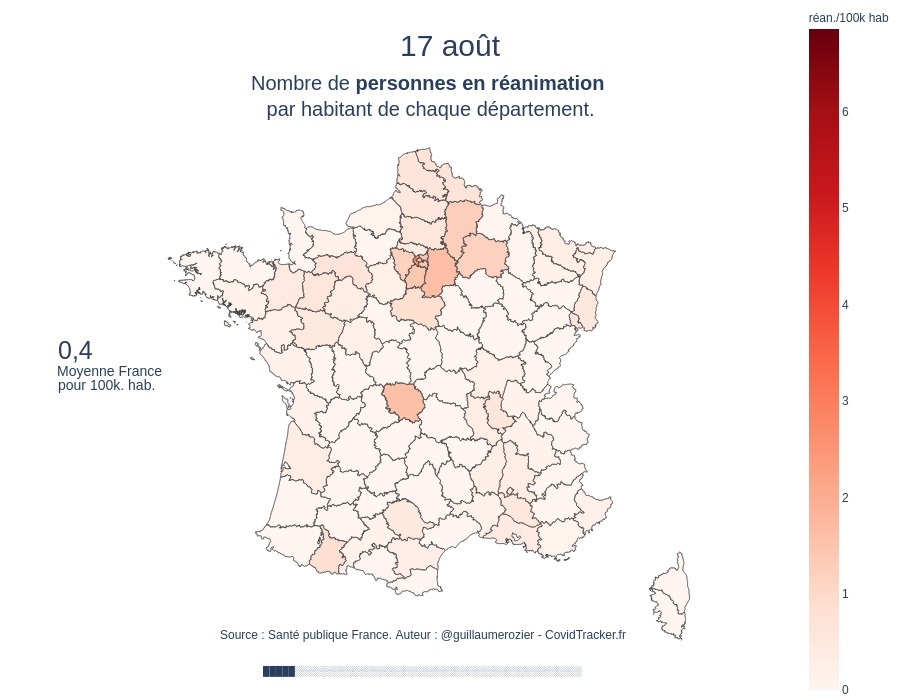 réan./100k hab
17 août
Nombre de personnes en réanimation
par habitant de chaque département.
6
5
4
3
2
1
0
0,4
Moyenne France
pour 100k. hab.
Source : Santé publique France. Auteur : @guillaumerozier - CovidTracker.fr